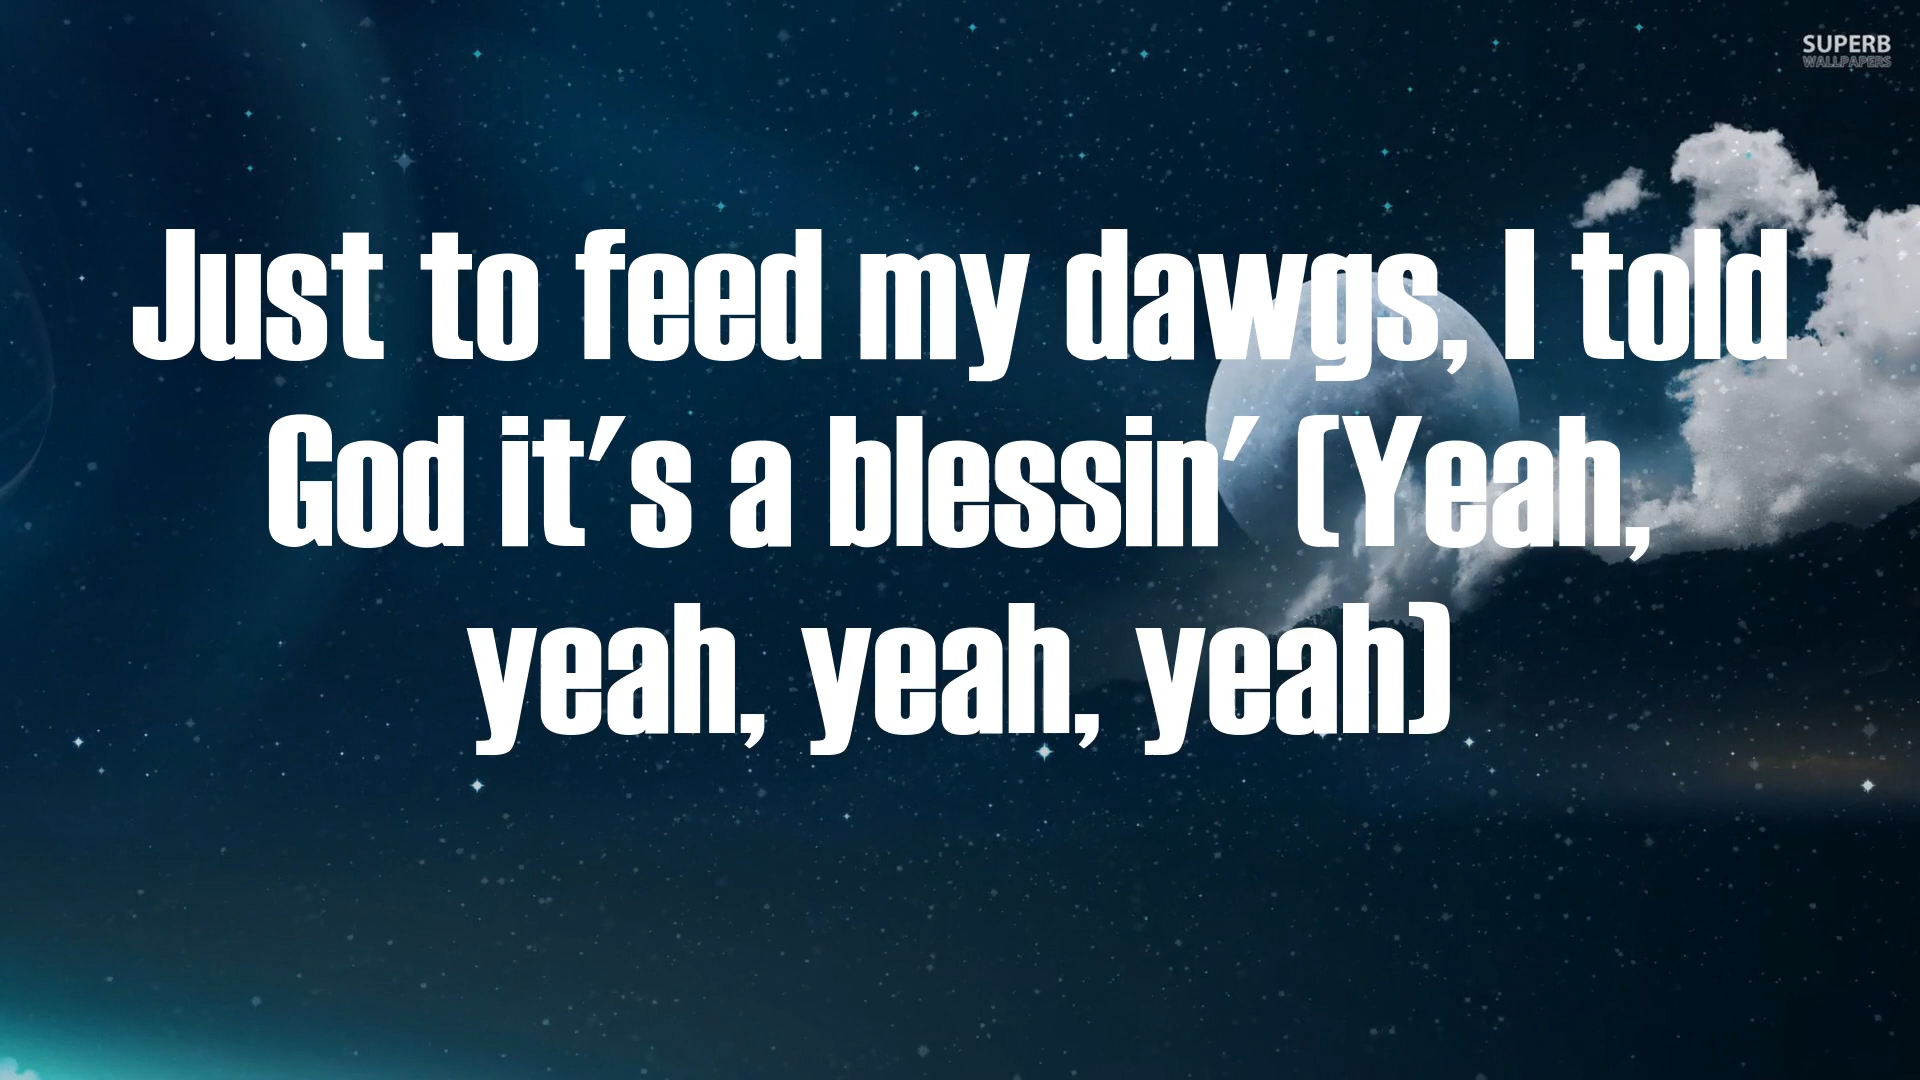 SUPERB
WALLPAPERS
Just to feed my dawgs, I told
God it's a blessin' (Yeah,
yeah, yeah, yeah)